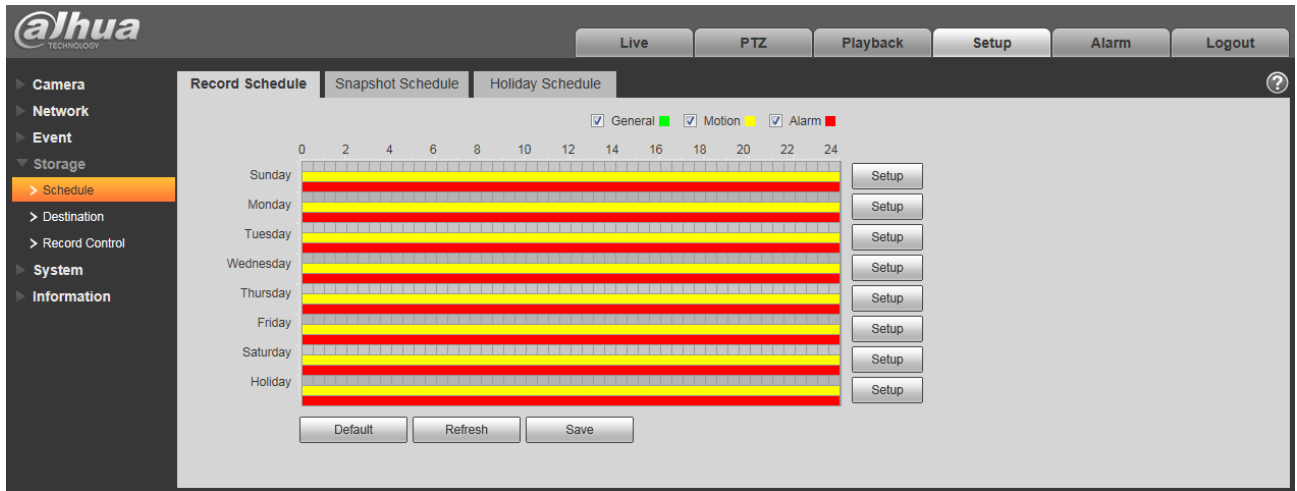 alhua
TECHNOLOGY
Live PTZ Playback Setup Alarm Logout
Camera
Network
Event
Storage
> Schedule
> Destination
> Record Control
System
Information
Record Schedule Snapshot Schedule Holiday Schedule ?
General Motion Alarm
0 2 4 6 8 10 12 14 16 18 20 22 24
Sunday Setup
Monday Setup
Tuesday Setup
Wednesday Setup
Thursday Setup
Friday Setup
Saturday Setup
Holiday Setup
Default Refresh Save